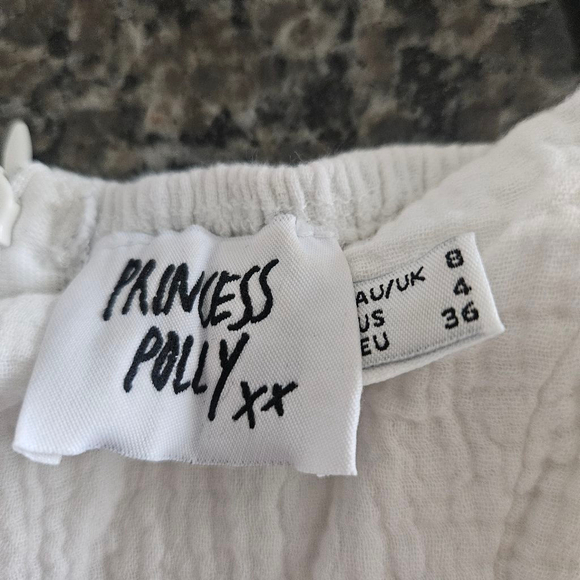 PRINCESS
POLLY xx
AU/UK 8
US 4
EU 36